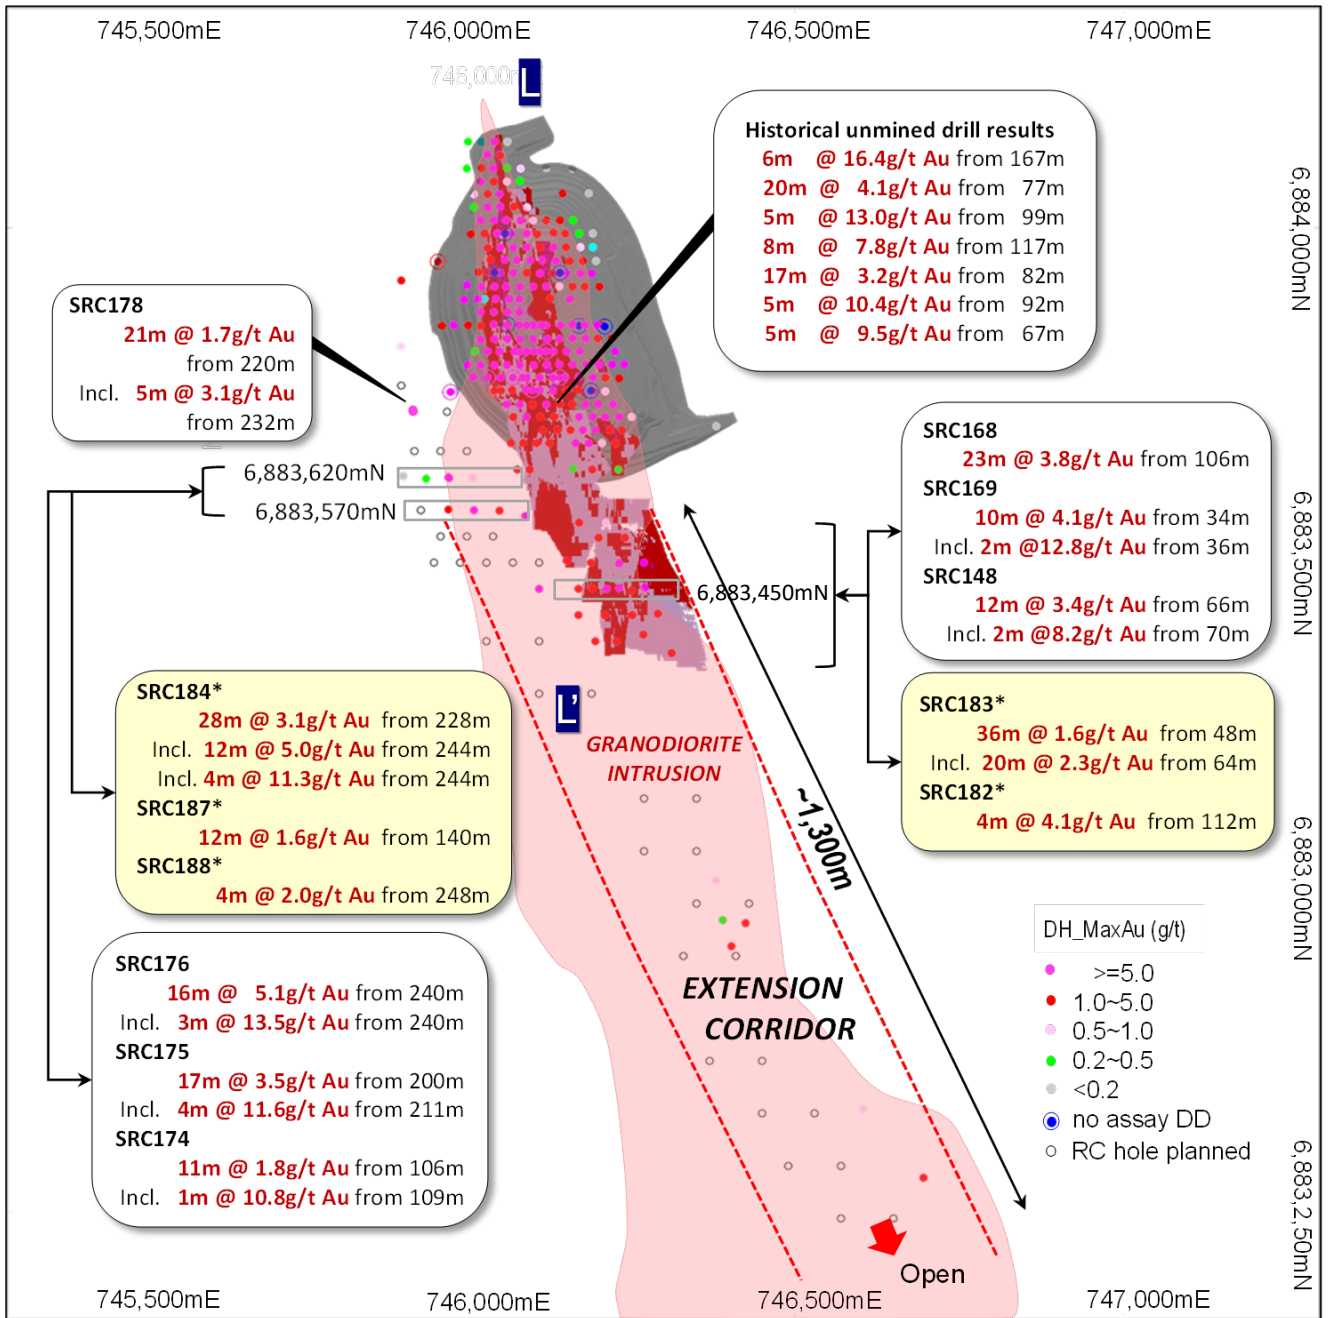 745,500mE
746,000mE
746,500mE
747,000mE
746,000m
L
Historical unmined drill results
6m @ 16.4g/t Au from 167m
20m @ 4.1g/t Au from 77m
5m @ 13.0g/t Au from 99m
8m @ 7.8g/t Au from 117m
17m @ 3.2g/t Au from 82m
5m @ 10.4g/t Au from 92m
5m @ 9.5g/t Au from 67m
6,884,000mN
SRC178
21m @ 1.7g/t Au
from 220m
Incl. 5m @ 3.1g/t Au
from 232m
6,883,620mN
6,883,570mN
SRC168
23m @ 3.8g/t Au from 106m
SRC169
10m @ 4.1g/t Au from 34m
Incl. 2m @12.8g/t Au from 36m
SRC148
12m @ 3.4g/t Au from 66m
Incl. 2m @8.2g/t Au from 70m
6,883,500mN
6,883,450mN
SRC184*
28m @ 3.1g/t Au from 228m
Incl. 12m @ 5.0g/t Au from 244m
Incl. 4m @ 11.3g/t Au from 244m
SRC187*
12m @ 1.6g/t Au from 140m
SRC188*
4m @ 2.0g/t Au from 248m
L'
GRANODIORITE
INTRUSION
SRC183*
36m @ 1.6g/t Au from 48m
Incl. 20m @ 2.3g/t Au from 64m
SRC182*
4m @ 4.1g/t Au from 112m
~1,300m
6,883,000mN
SRC176
16m @ 5.1g/t Au from 240m
Incl. 3m @ 13.5g/t Au from 240m
SRC175
17m @ 3.5g/t Au from 200m
Incl. 4m @ 11.6g/t Au from 211m
SRC174
11m @ 1.8g/t Au from 106m
Incl. 1m @ 10.8g/t Au from 109m
EXTENSION
CORRIDOR
DH_MaxAu (g/t)
>=5.0
1.0~5.0
0.5~1.0
0.2~0.5
<0.2
no assay DD
RC hole planned
6,883,2,50mN
Open
745,500mE
746,000mE
746,500mE
747,000mE